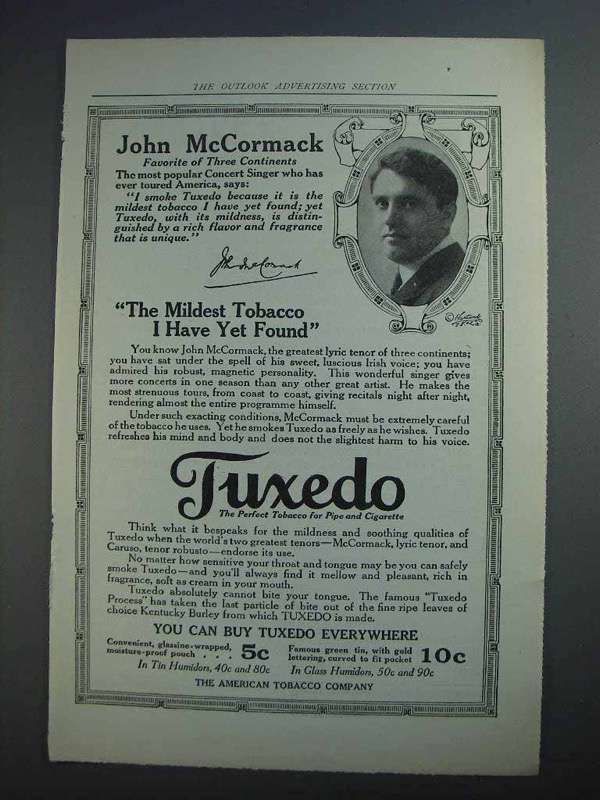 THE OUTLOOK ADVERTISING SECTION
John McCormack
Favorite of Three Continents
The most popular Concert Singer who has
ever toured America, says:
"I smoke Tuxedo because it is the
mildest tobacco I have yet found; yet
Tuxedo, with its mildness, is distin-
guished by a rich flavor and fragrance
that is unique."
John McCormack
"The Mildest Tobacco
I Have Yet Found"
You know John McCormack, the greatest lyric tenor of three continents;
you have sat under the spell of his sweet, luscious Irish voice; you have
admired his robust, magnetic personality. This wonderful singer gives
more concerts in one season than any other great artist. He makes the
most strenuous tours, from coast to coast, giving recitals night after night,
rendering almost the entire programme himself.
Under such exacting conditions, McCormack must be extremely careful
of the tobacco he uses. Yet he smokes Tuxedo as freely as he wishes. Tuxedo
refreshes his mind and body and does not the slightest harm to his voice.
Tuxedo
The Perfect Tobacco for Pipe and Cigarette
Think what it bespeaks for the mildness and soothing qualities of
Tuxedo when the world's two greatest tenors—McCormack, lyric tenor, and
Caruso, tenor robusto—endorse its use.
No matter how sensitive your throat and tongue may be you can safely
smoke Tuxedo—and you'll always find it mellow and pleasant, rich in
fragrance, soft as cream in your mouth.
Tuxedo absolutely cannot bite your tongue. The famous "Tuxedo
Process" has taken the last particle of bite out of the fine ripe leaves of
choice Kentucky Burley from which TUXEDO is made.
YOU CAN BUY TUXEDO EVERYWHERE
Convenient, glassine-wrapped,
moisture-proof pouch . . . 5c
Famous green tin, with gold
lettering, curved to fit pocket 10c
In Tin Humidors, 40c and 80c
In Glass Humidors, 50c and 90c
THE AMERICAN TOBACCO COMPANY